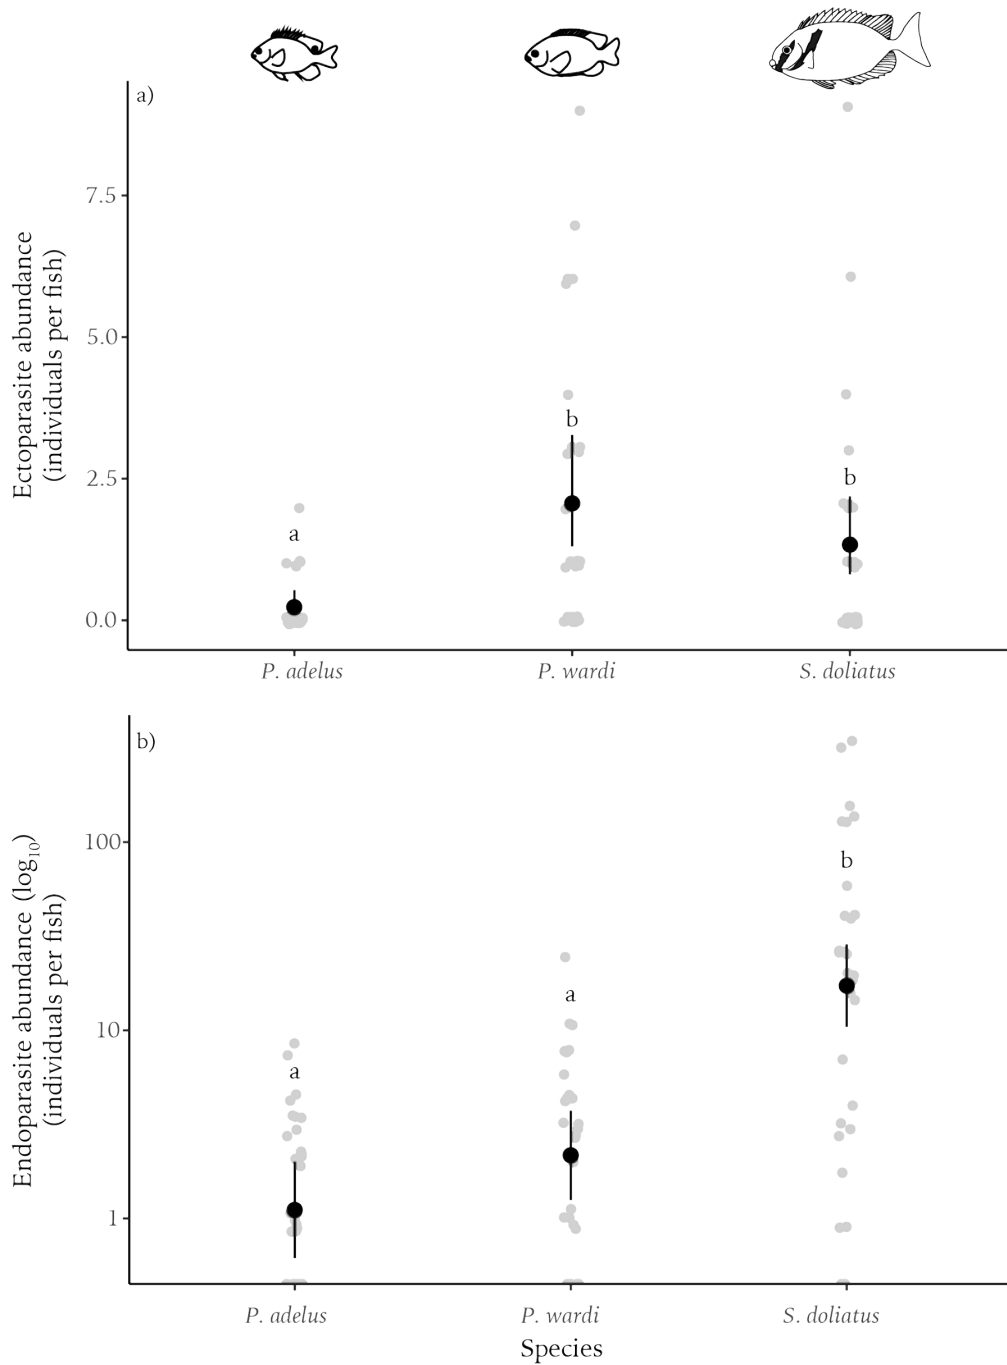 a)
7.5
5.0
2.5
0.0
Ectoparasite abundance
(individuals per fish)
a
b
b
P. adelus
P. wardi
S. doliatus
b)
100
10
1
Endoparasite abundance (log₁₀)
(individuals per fish)
a
a
b
P. adelus
P. wardi
S. doliatus
Species